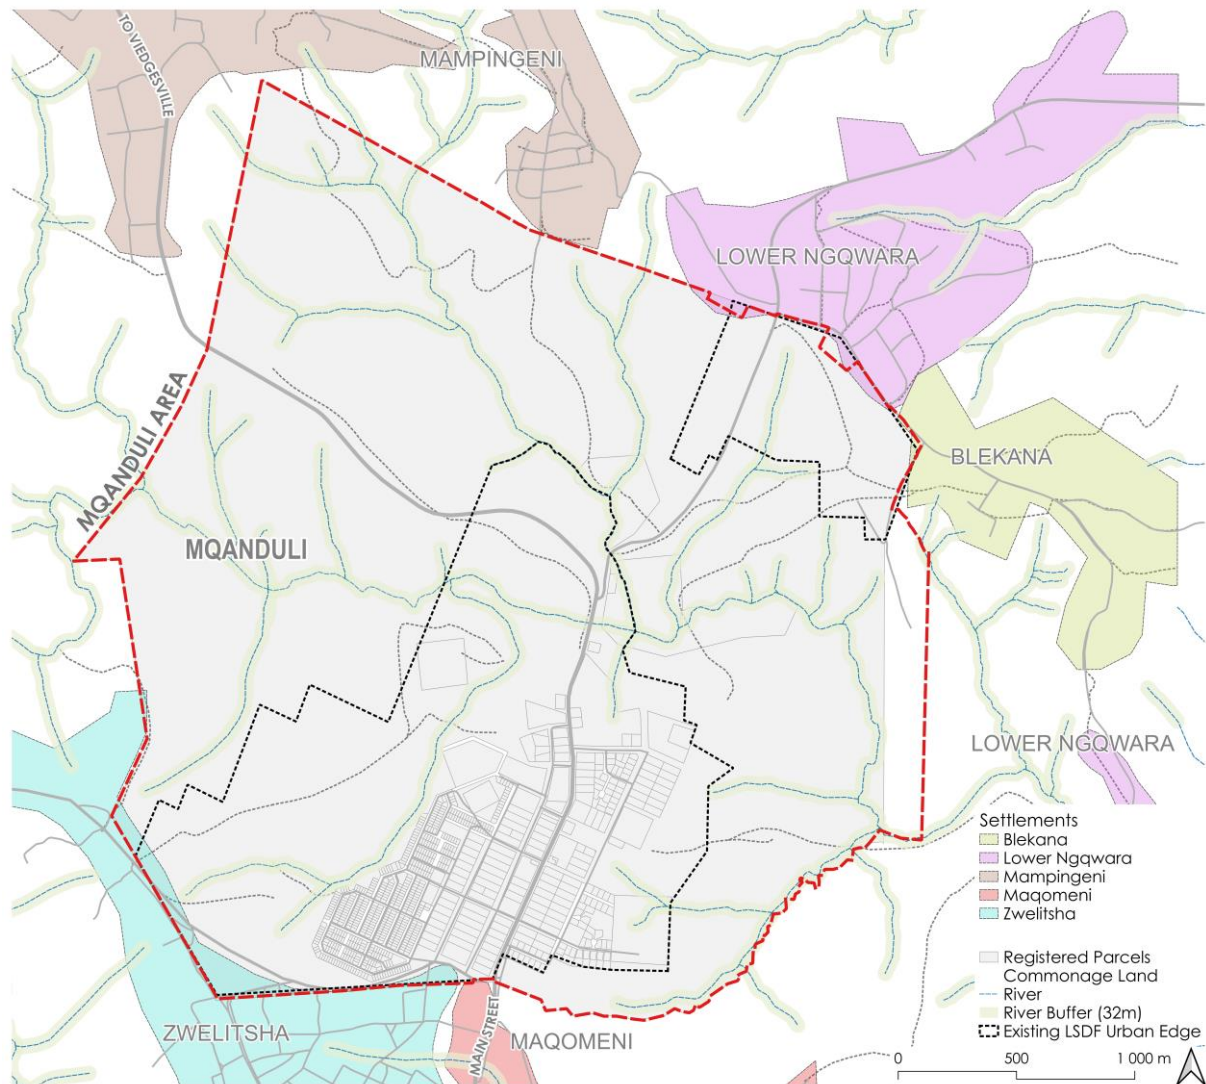 TO VIEDGESVILLE
MAMPINGENI
LOWER NGQWARA
MQANDULI AREA
BLEKANA
MQANDULI
LOWER NGQWARA
ZWELITSHA
MAIN STREET
MAQOMENI
Settlements
Blekana
Lower Ngqwara
Mampingeni
Maqomeni
Zwelitsha
Registered Parcels
Commonage Land
River
River Buffer (32m)
Existing LSDF Urban Edge
0 500 1 000 m